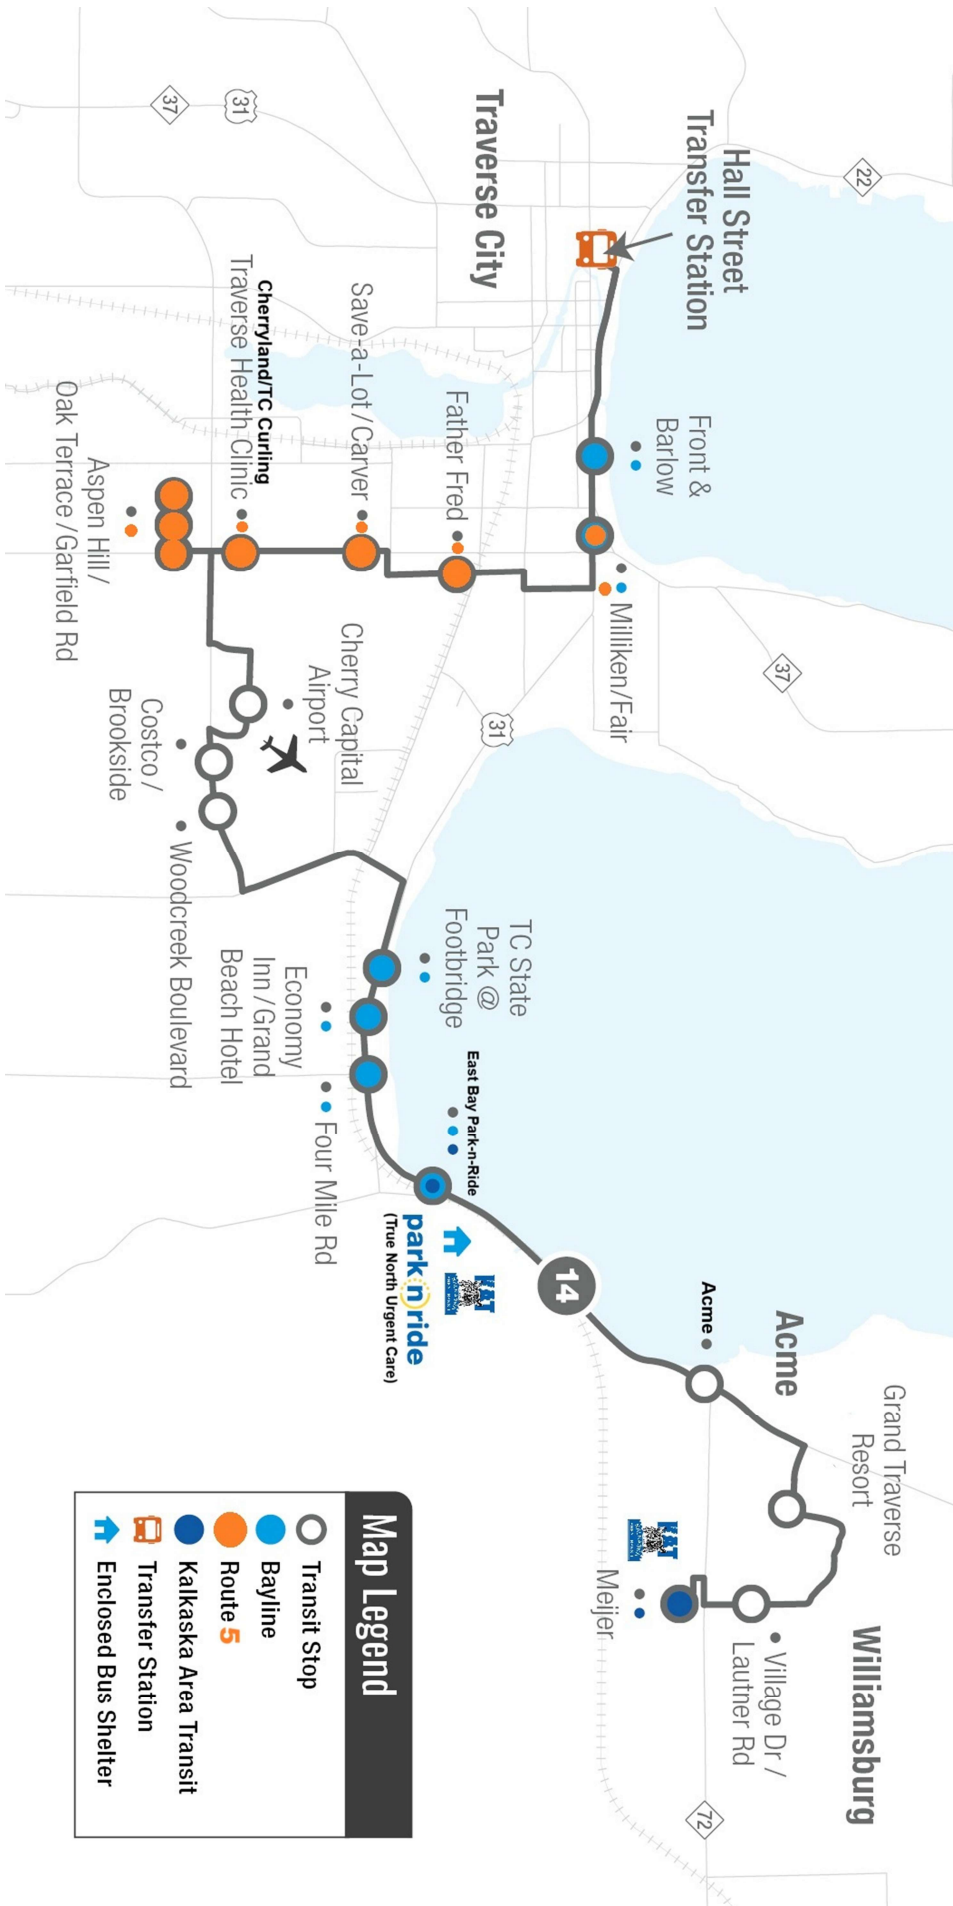 22
Hall Street
Transfer Station
Traverse City
31
37
Front &
Barlow
Milliken/Fair
37
31
Father Fred
Save-a-Lot / Carver
Cherryland/TC Curling
Traverse Health Clinic
Aspen Hill /
Oak Terrace / Garfield Rd
Cherry Capital
Airport
Costco /
Brookside
Woodcreek Boulevard
TC State
Park @
Footbridge
Economy
Inn / Grand
Beach Hotel
Four Mile Rd
East Bay Park-n-Ride
park n ride
(True North Urgent Care)
14
Acme
Acme
Grand Traverse
Resort
Williamsburg
Village Dr /
Lautner Rd
Meijer
72
Map Legend
Transit Stop
Bayline
Route 5
Kalkaska Area Transit
Transfer Station
Enclosed Bus Shelter